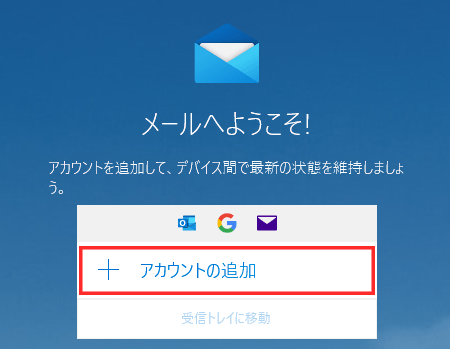 メールへようこそ!
アカウントを追加して、デバイス間で最新の状態を維持しましょ
う。
アカウントの追加
受信トレイに移動